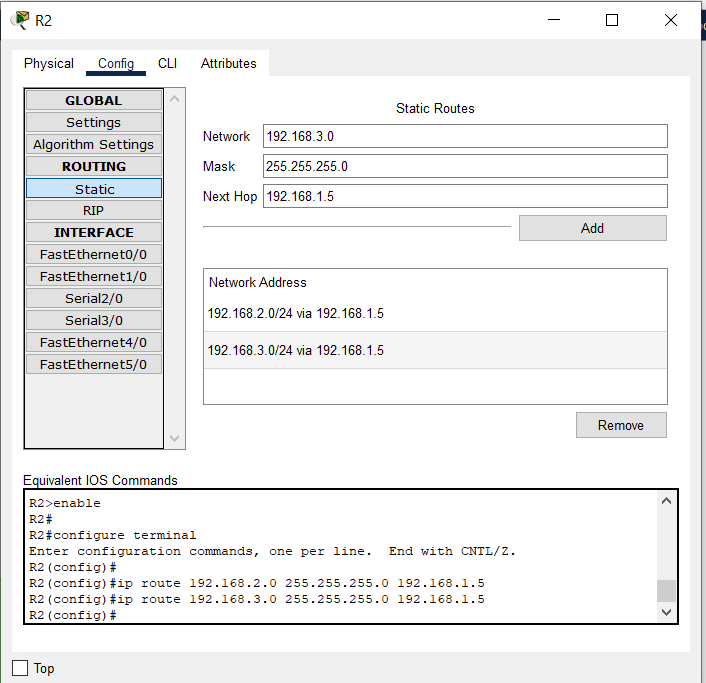 R2
Physical Config CLI Attributes
GLOBAL
Settings
Algorithm Settings
ROUTING
Static
RIP
INTERFACE
FastEthernet0/0
FastEthernet1/0
Serial2/0
Serial3/0
FastEthernet4/0
FastEthernet5/0
Static Routes
Network 192.168.3.0
Mask 255.255.255.0
Next Hop 192.168.1.5
Add
Network Address
192.168.2.0/24 via 192.168.1.5
192.168.3.0/24 via 192.168.1.5
Remove
Equivalent IOS Commands
R2>enable
R2#
R2#configure terminal
Enter configuration commands, one per line.  End with CNTL/Z.
R2(config)#
R2(config)#ip route 192.168.2.0 255.255.255.0 192.168.1.5
R2(config)#ip route 192.168.3.0 255.255.255.0 192.168.1.5
R2(config)#
Top